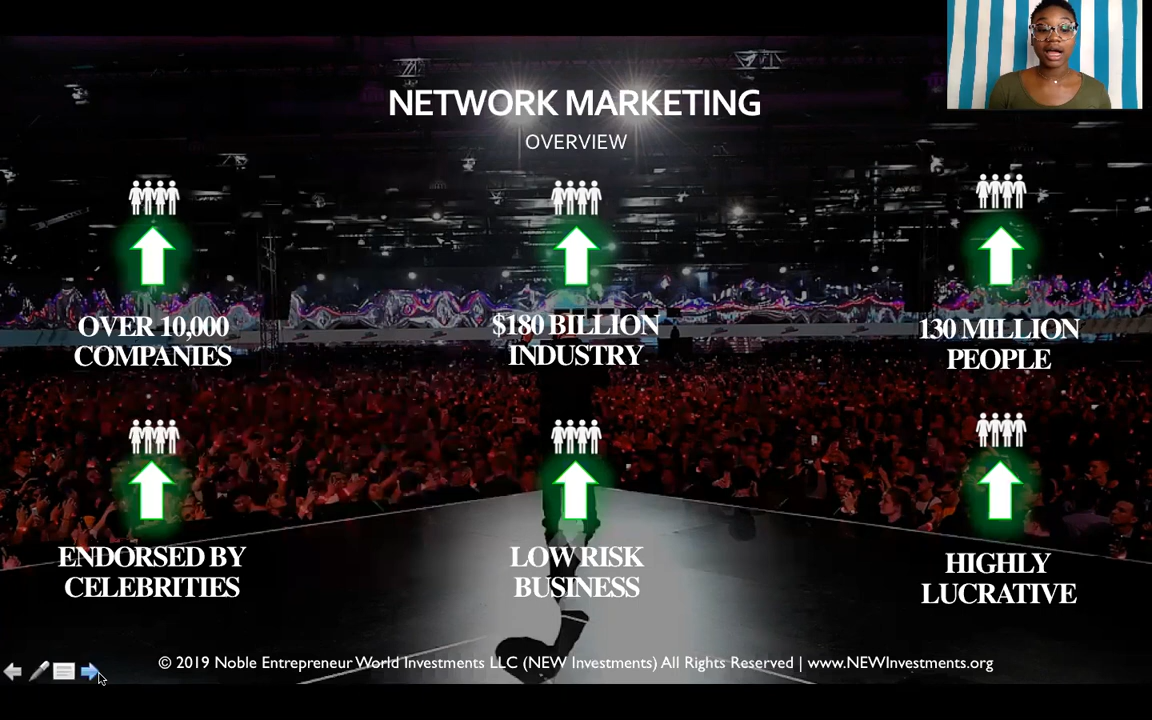 NETWORK MARKETING
OVERVIEW
OVER 10,000
COMPANIES
$180 BILLION
INDUSTRY
130 MILLION
PEOPLE
ENDORSED BY
CELEBRITIES
LOW RISK
BUSINESS
HIGHLY
LUCRATIVE
© 2019 Noble Entrepreneur World Investments LLC (NEW Investments) All Rights Reserved | www.NEWInvestments.org